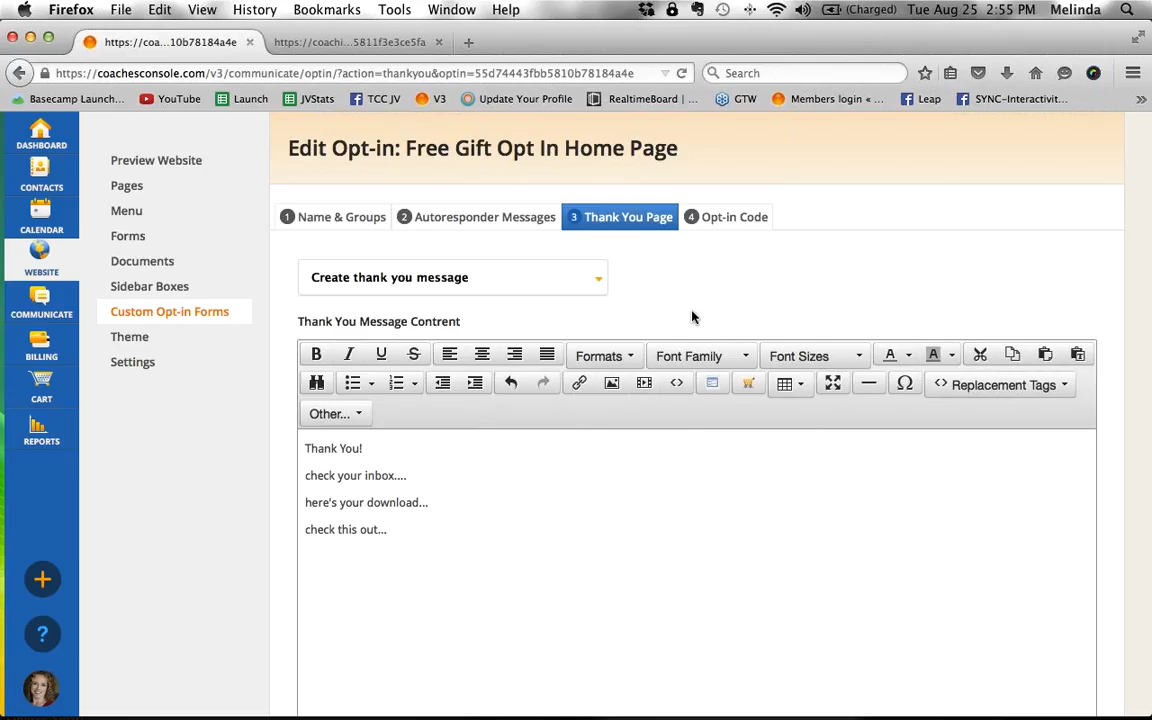 Firefox File Edit View History Bookmarks Tools Window Help (Charged) Tue Aug 25 2:55 PM Melinda
https://coa...10b78184a4e × https://coachi...5811f3e3ce5fa × +
https://coachesconsole.com/v3/communicate/optin/?action=thankyou&optin=55d74443fbb5810b78184a4e Search
Basecamp Launch... YouTube Launch JVStats TCC JV V3 Update Your Profile RealtimeBoard | ... GTW Members login « ... Leap SYNC-Interactivit... »
DASHBOARD
CONTACTS
CALENDAR
WEBSITE
COMMUNICATE
BILLING
CART
REPORTS
+
?
Preview Website
Pages
Menu
Forms
Documents
Sidebar Boxes
Custom Opt-in Forms
Theme
Settings
Edit Opt-in: Free Gift Opt In Home Page
1 Name & Groups 2 Autoresponder Messages 3 Thank You Page 4 Opt-in Code
Create thank you message
Thank You Message Contrent
B I U S Formats Font Family Font Sizes A A
<> Ω <> Replacement Tags
Other...
Thank You!
check your inbox....
here's your download...
check this out...